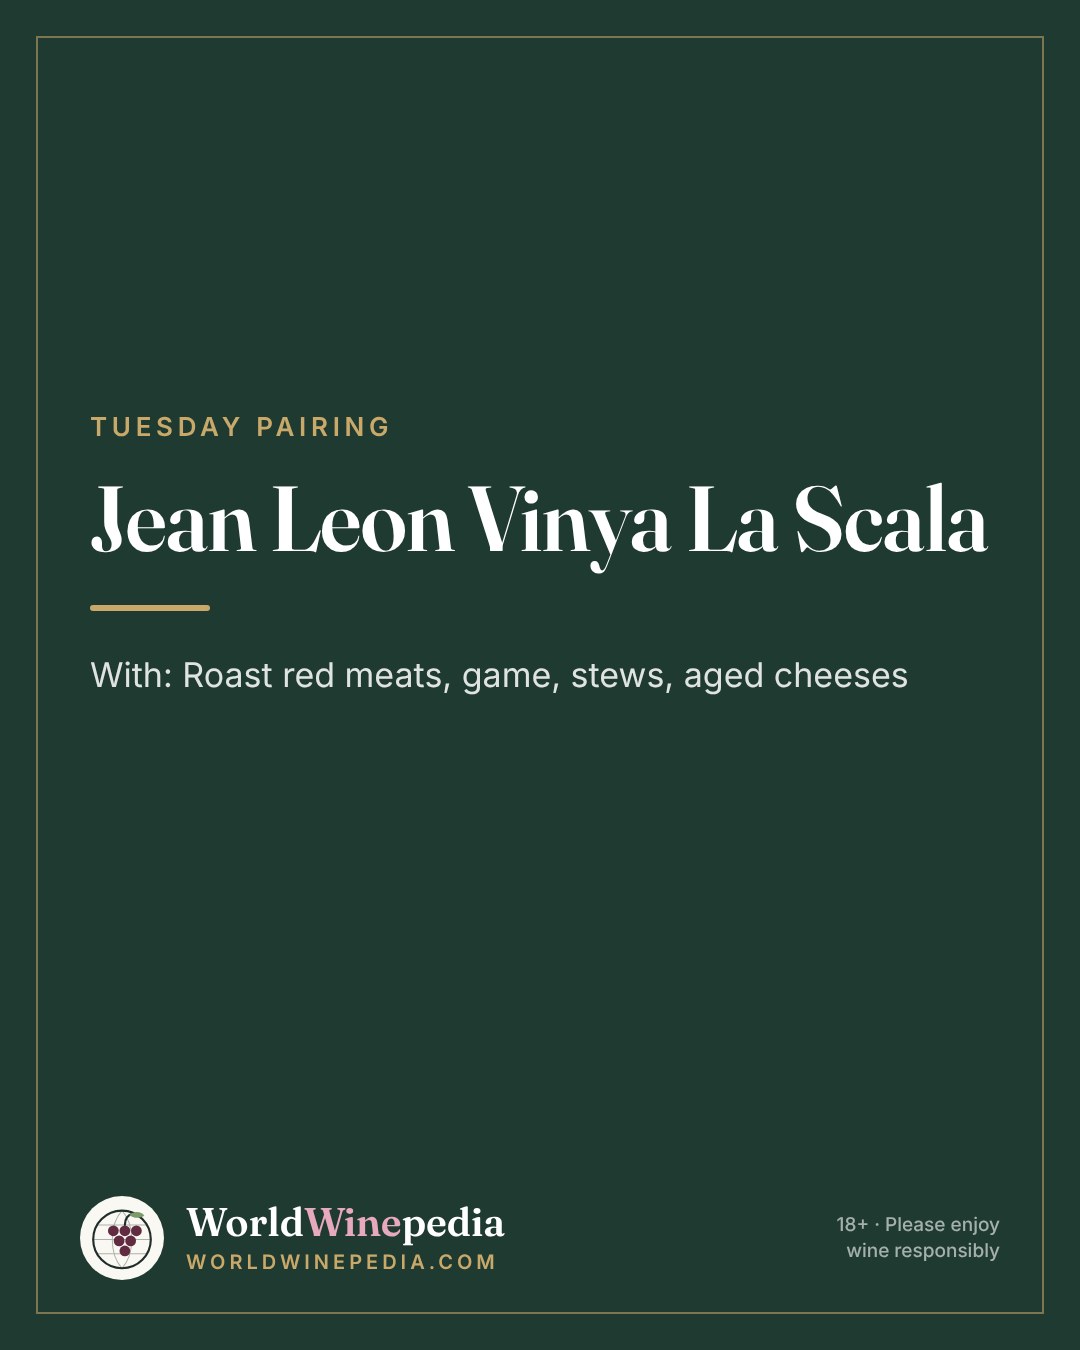 TUESDAY PAIRING
Jean Leon Vinya La Scala
With: Roast red meats, game, stews, aged cheeses
WorldWinepedia
WORLDWINEPEDIA.COM
18+ · Please enjoy
wine responsibly